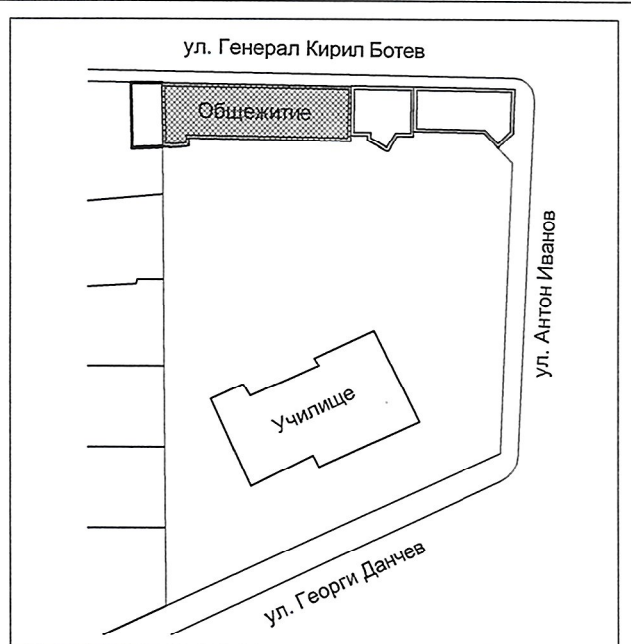 ул. Генерал Кирил Ботев
Общежитие
ул. Антон Иванов
Училище
ул. Георги Данчев